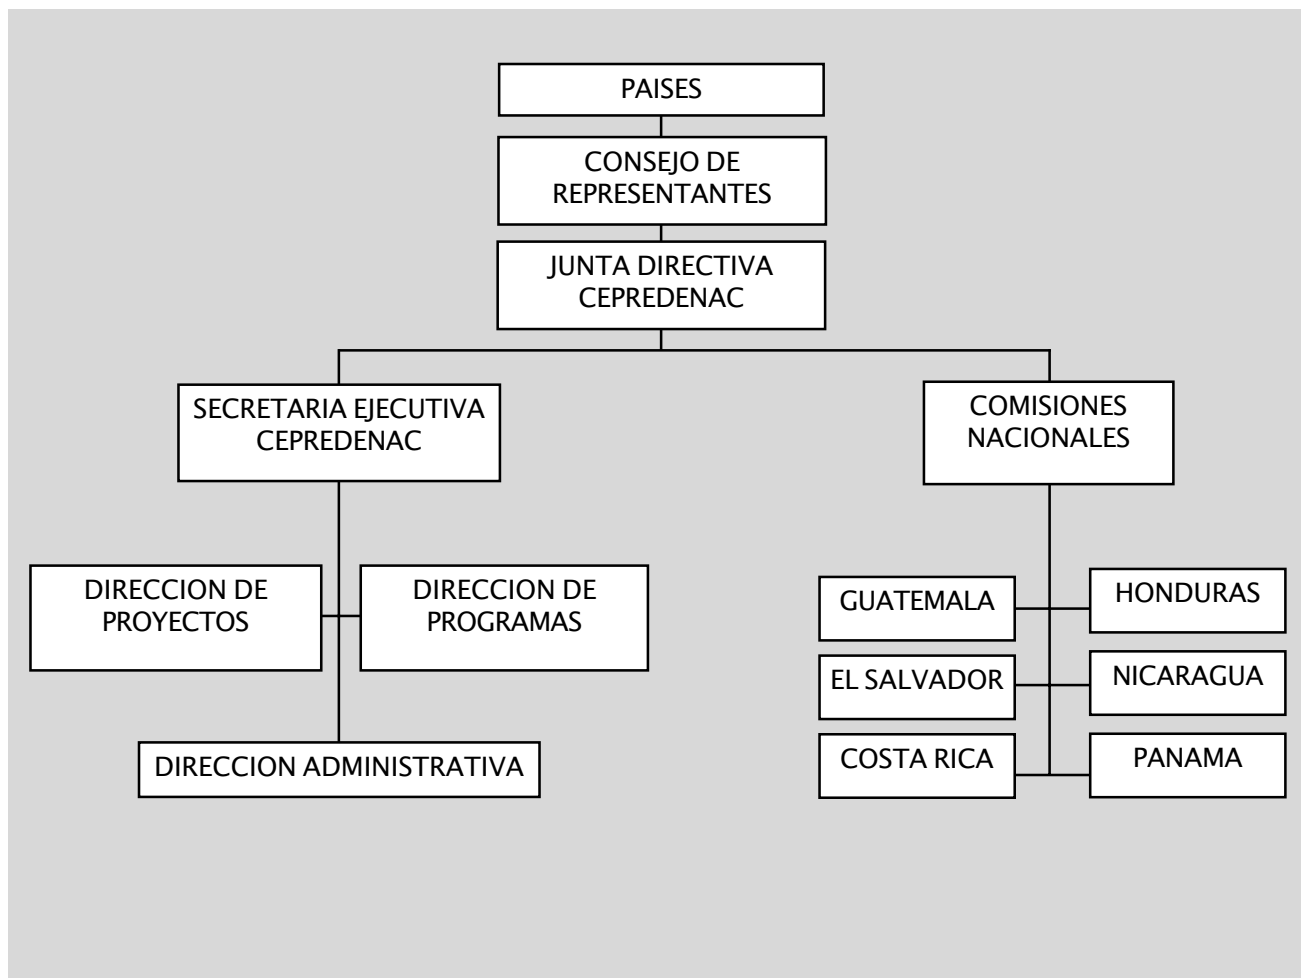 PAISES
CONSEJO DE
REPRESENTANTES
JUNTA DIRECTIVA
CEPREDENAC
SECRETARIA EJECUTIVA
CEPREDENAC
COMISIONES
NACIONALES
DIRECCION DE
PROYECTOS
DIRECCION DE
PROGRAMAS
DIRECCION ADMINISTRATIVA
GUATEMALA
HONDURAS
EL SALVADOR
NICARAGUA
COSTA RICA
PANAMA